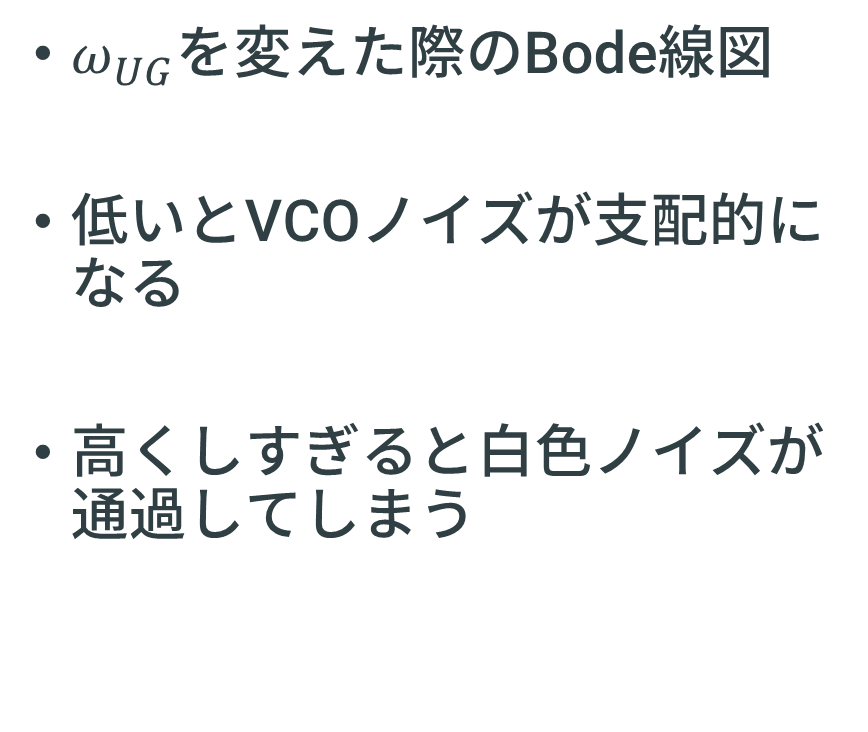 • ω_UGを変えた際のBode線図
• 低いとVCOノイズが支配的に
なる
• 高くしすぎると白色ノイズが
通過してしまう